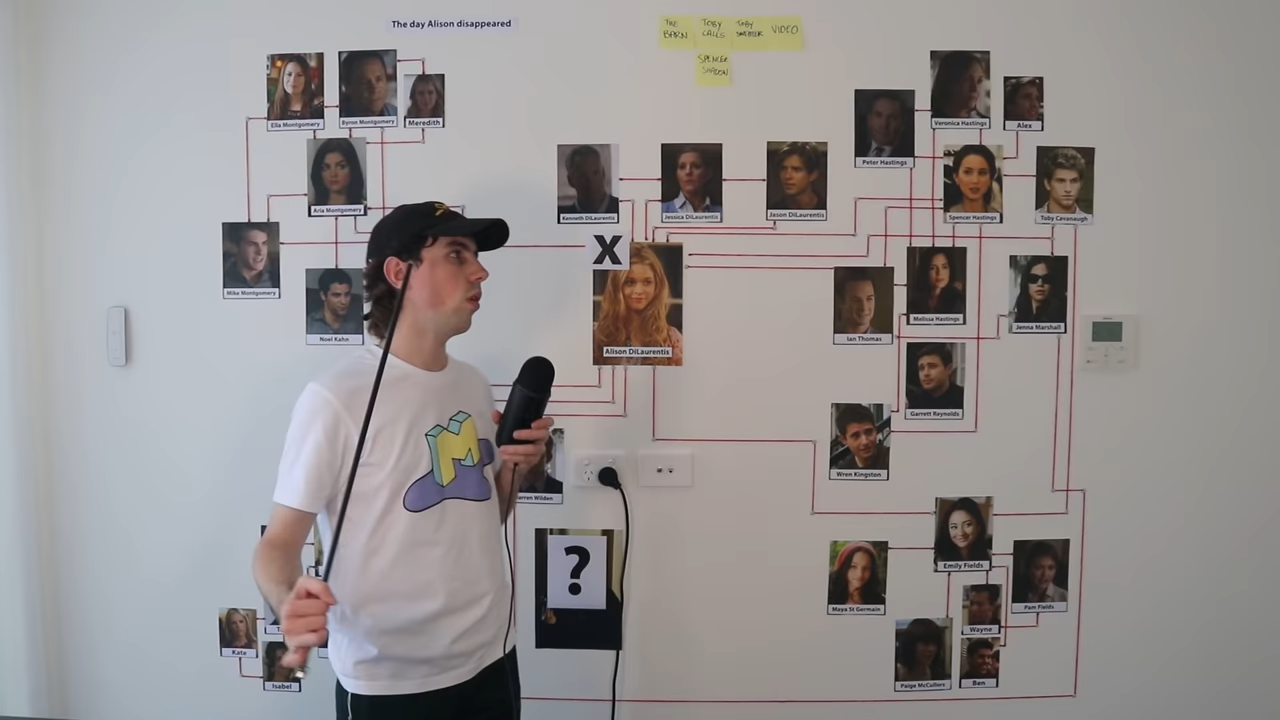 The day Alison disappeared
THE BARN
TOBY CALLS
TOBY
VIDEO
SPENCER SHADOW
Ella Montgomery
Byron Montgomery
Meredith
Aria Montgomery
Mike Montgomery
Noel Kahn
Kenneth DiLaurentis
Jessica DiLaurentis
Jason DiLaurentis
X
Alison DiLaurentis
Peter Hastings
Veronica Hastings
Alex
Spencer Hastings
Toby Cavanaugh
Ian Thomas
Melissa Hastings
Jenna Marshall
Garrett Reynolds
Wren Kingston
M
arren Wilden
?
Emily Fields
Maya St Germain
Pam Fields
Wayne
Paige McCullers
Ben
Kate
T
Isabel